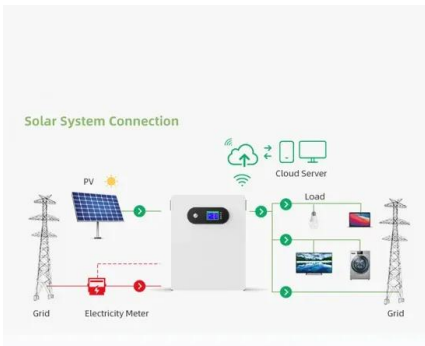 Solar System Connection
PV
Cloud Server
Load
Grid
Electricity Meter
Grid